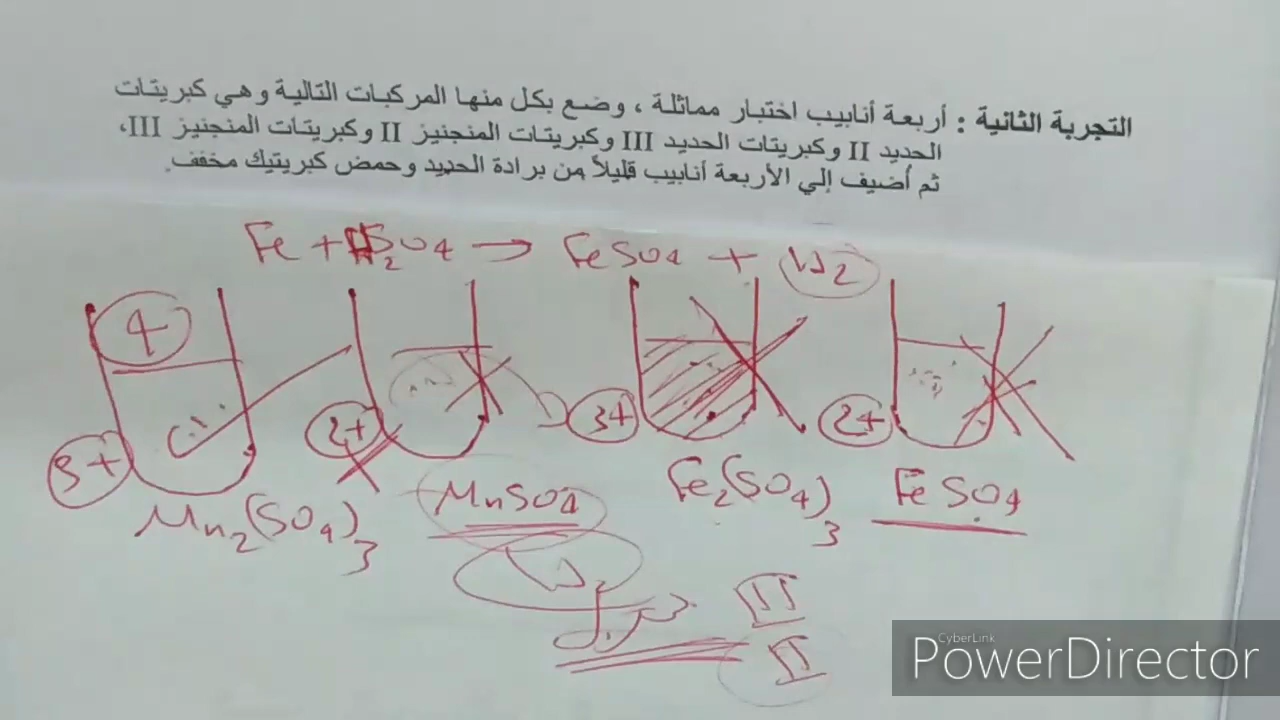 التجربة الثانية : أربعة أنابيب اختبار مماثلة ، وضع بكل منها المركبات التالية وهي كبريتات
الحديد II وكبريتات الحديد III وكبريتات المنجنيز II وكبريتات المنجنيز III،
ثم أضيف إلي الأربعة أنابيب قليلاً من برادة الحديد وحمض كبريتيك مخفف.
Fe + H2SO4 → FeSO4 + H2
4
3+ 2+ 3+ 2+
Mn2(SO4)3 MnSO4 Fe2(SO4)3 FeSO4
III
II
CyberLink
PowerDirector